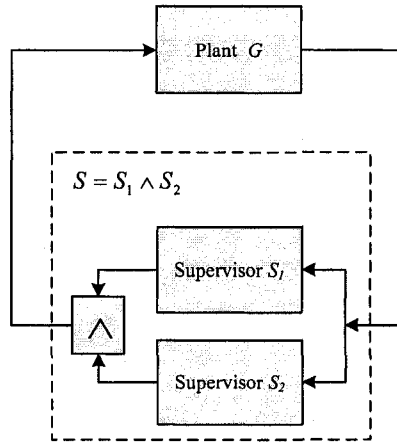 Plant G
S = S₁ ∧ S₂
Supervisor S₁
∧
Supervisor S₂